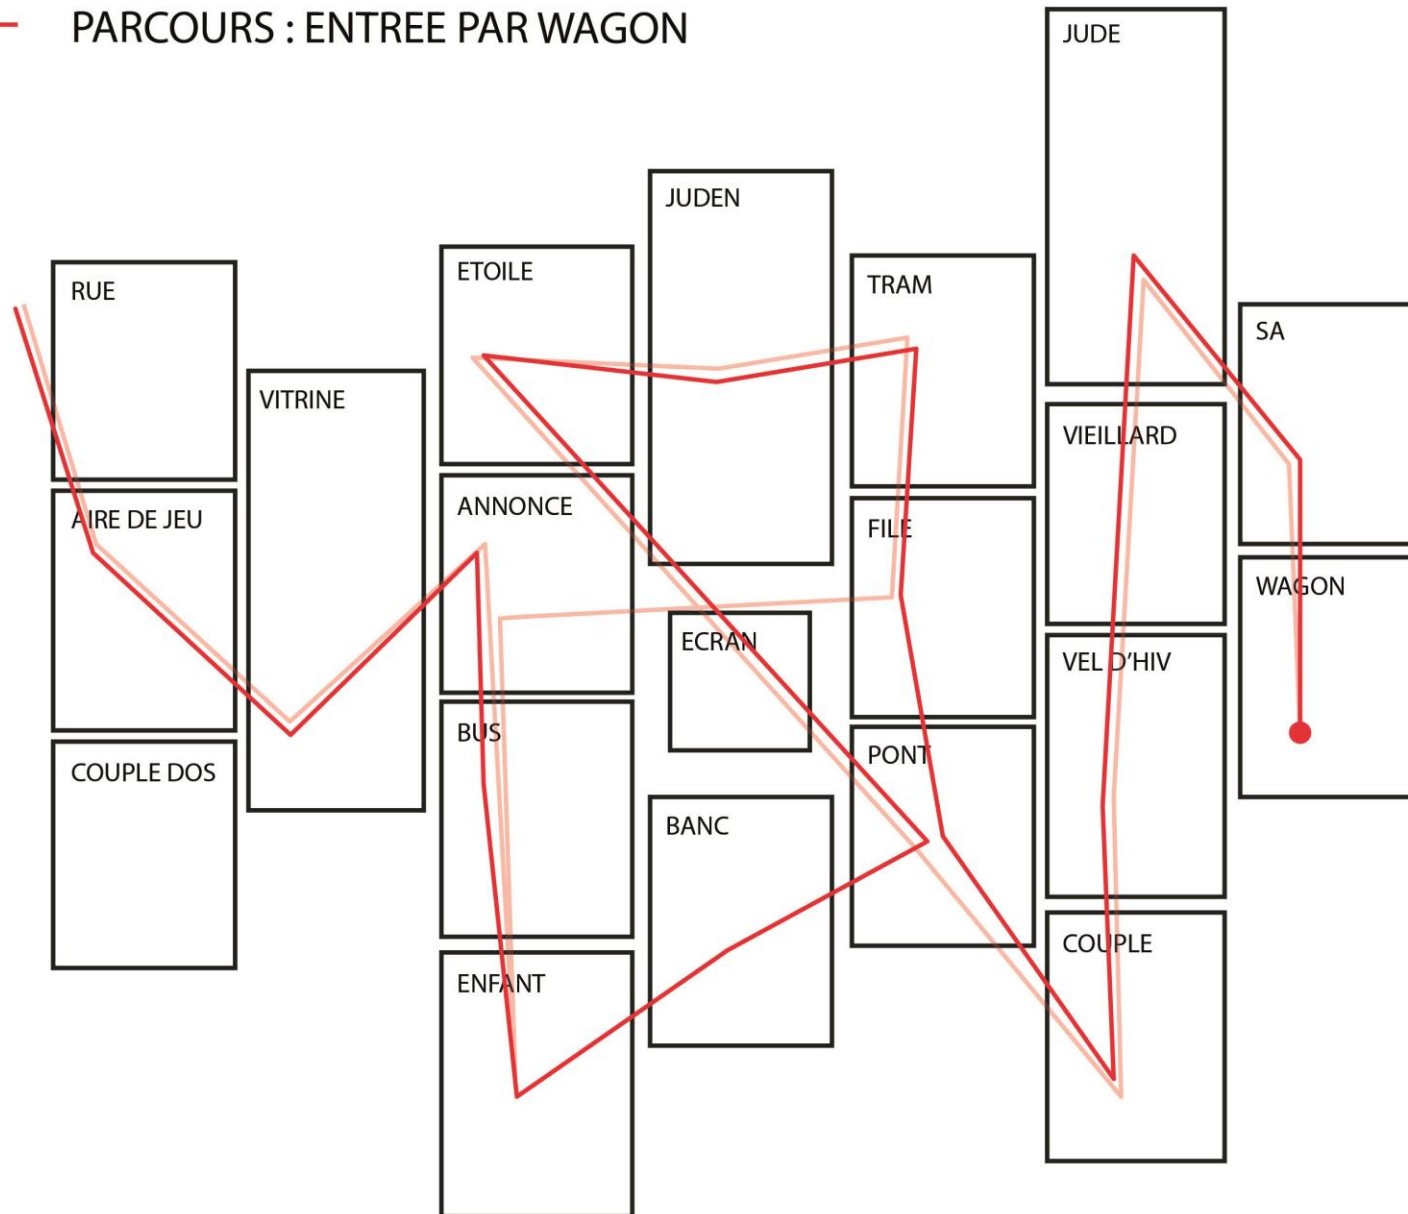 PARCOURS : ENTREE PAR WAGON
JUDE
JUDEN
ETOILE
TRAM
RUE
SA
VITRINE
VIEILLARD
ANNONCE
AIRE DE JEU
FILE
WAGON
ECRAN
VEL D'HIV
BUS
PONT
COUPLE DOS
BANC
COUPLE
ENFANT